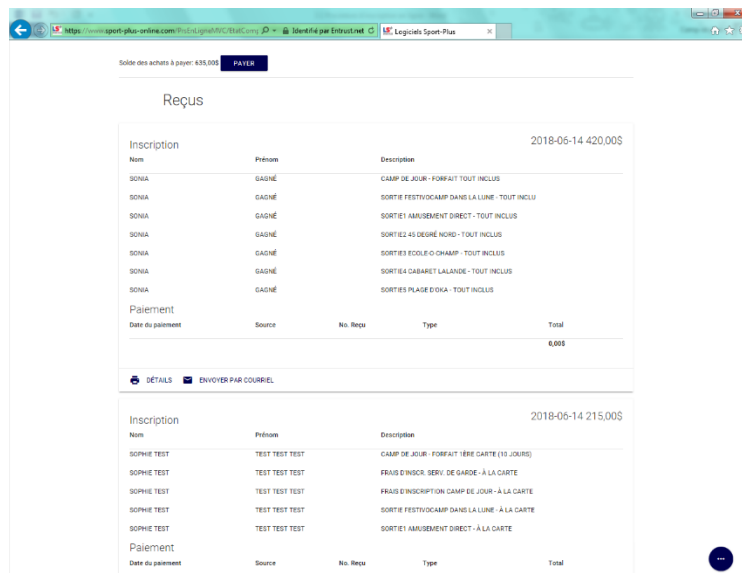 https://www.sport-plus-online.com/PresEnLigneMVC/EtatComp
Identifié par Entrust.net
Logiciels Sport-Plus
Solde des achats à payer: 635,00$ PAYER
Reçus
Inscription 2018-06-14 420,00$
Nom Prénom Description
SONIA GAGNÉ CAMP DE JOUR - FORFAIT TOUT INCLUS
SONIA GAGNÉ SORTIE FESTIVOCAMP DANS LA LUNE - TOUT INCLU
SONIA GAGNÉ SORTIE1 AMUSEMENT DIRECT - TOUT INCLUS
SONIA GAGNÉ SORTIE2 45 DEGRÉ NORD - TOUT INCLUS
SONIA GAGNÉ SORTIE3 ECOLE-O-CHAMP - TOUT INCLUS
SONIA GAGNÉ SORTIE4 CABARET LALANDE - TOUT INCLUS
SONIA GAGNÉ SORTIE5 PLAGE D'OKA - TOUT INCLUS
Paiement
Date du paiement Source No. Reçu Type Total
0,00$
DÉTAILS ENVOYER PAR COURRIEL
Inscription 2018-06-14 215,00$
Nom Prénom Description
SOPHIE TEST TEST TEST TEST CAMP DE JOUR - FORFAIT 1ÈRE CARTE (10 JOURS)
SOPHIE TEST TEST TEST TEST FRAIS D'INSCR. SERV. DE GARDE - À LA CARTE
SOPHIE TEST TEST TEST TEST FRAIS D'INSCRIPTION CAMP DE JOUR - À LA CARTE
SOPHIE TEST TEST TEST TEST SORTIE FESTIVOCAMP DANS LA LUNE - À LA CARTE
SOPHIE TEST TEST TEST TEST SORTIE1 AMUSEMENT DIRECT - À LA CARTE
Paiement
Date du paiement Source No. Reçu Type Total